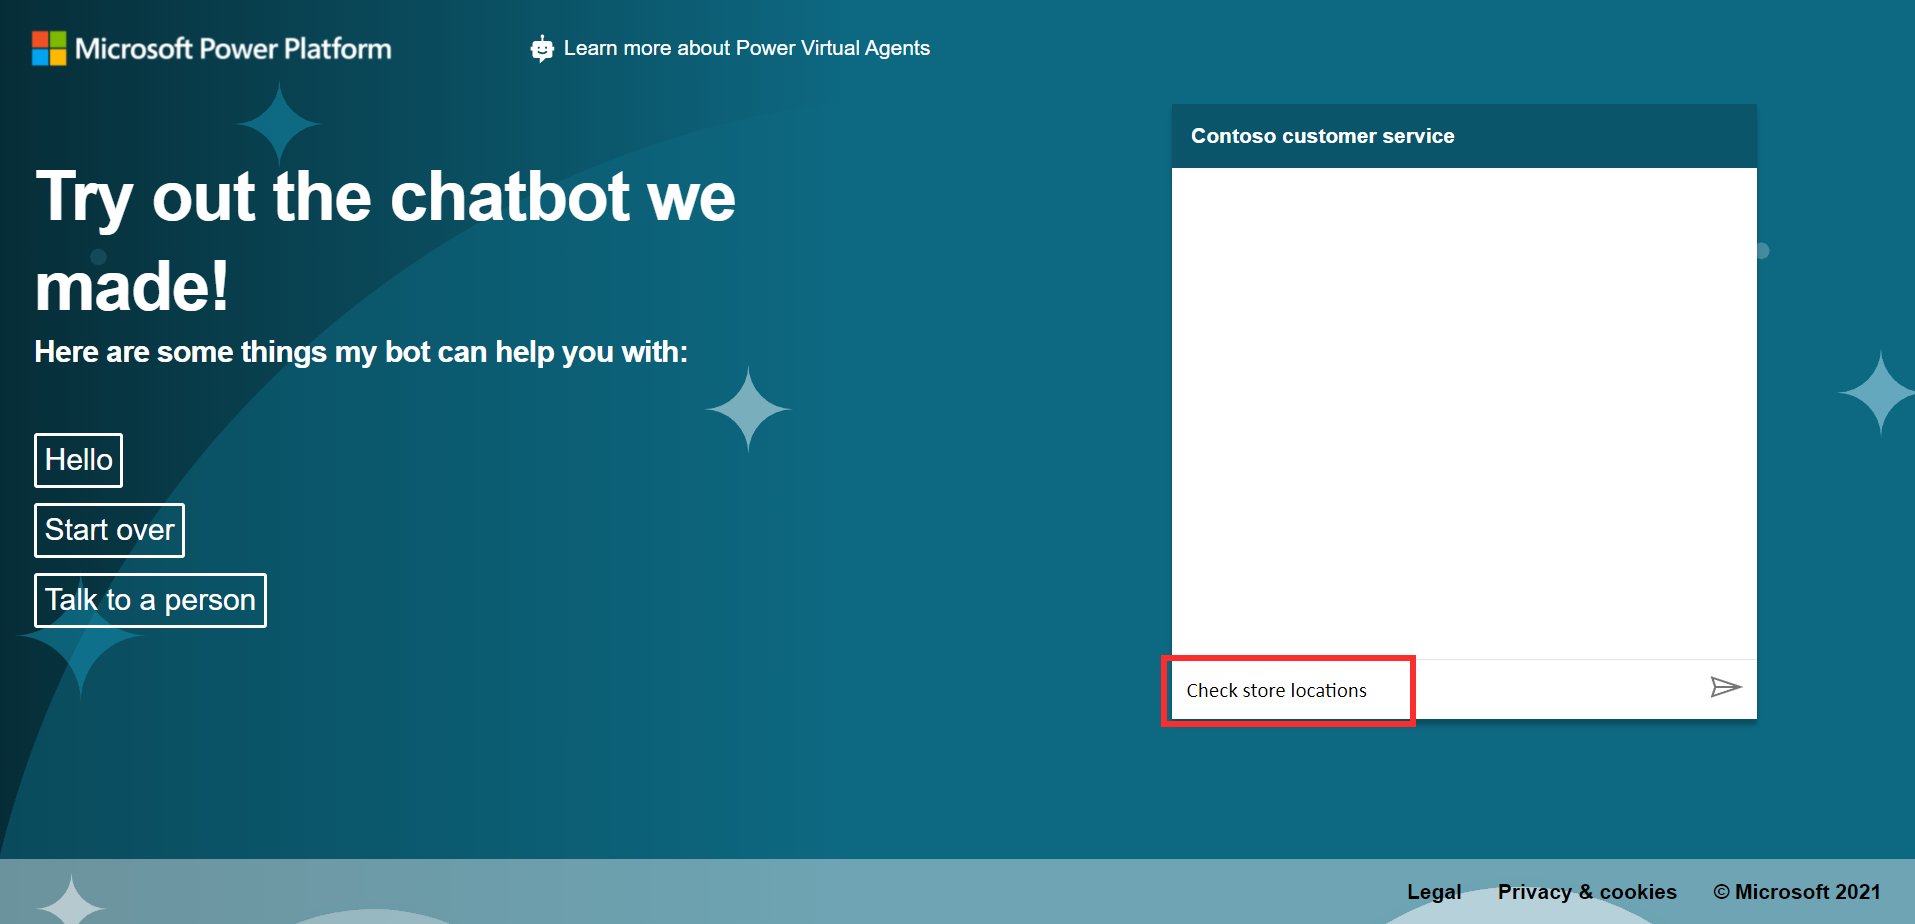 Microsoft Power Platform
Learn more about Power Virtual Agents
Try out the chatbot we
made!
Here are some things my bot can help you with:
Hello
Start over
Talk to a person
Contoso customer service
Check store locations
Legal Privacy & cookies © Microsoft 2021